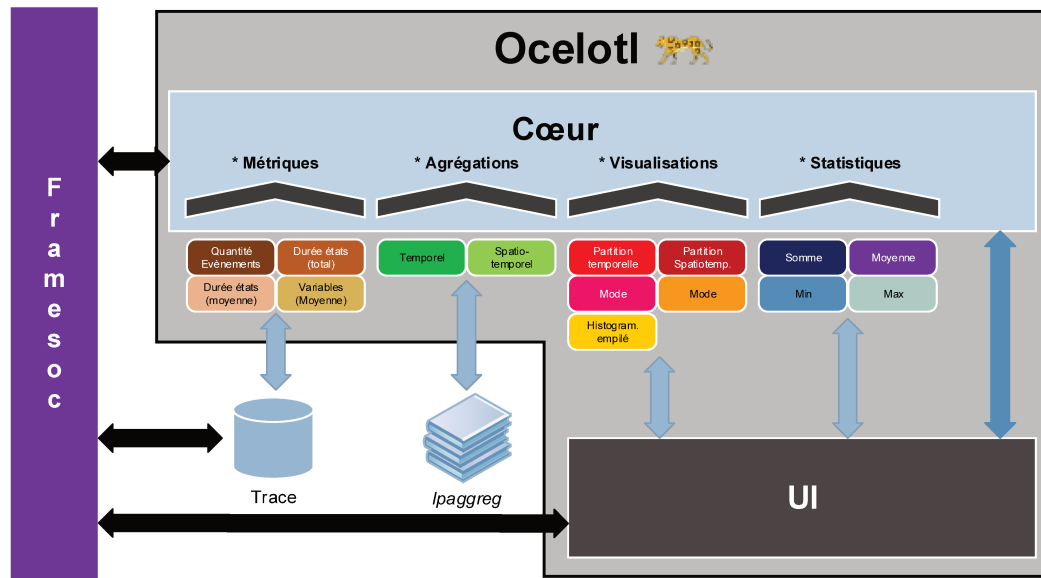 Ocelotl
Cœur
* Métriques
* Agrégations
* Visualisations
* Statistiques
Framesoc
Quantité
Evènements
Durée états
(total)
Durée états
(moyenne)
Variables
(Moyenne)
Temporel
Spatio-
temporel
Partition
temporelle
Partition
Spatiotemp.
Mode
Mode
Histogram.
empilé
Somme
Moyenne
Min
Max
Trace
lpaggreg
UI